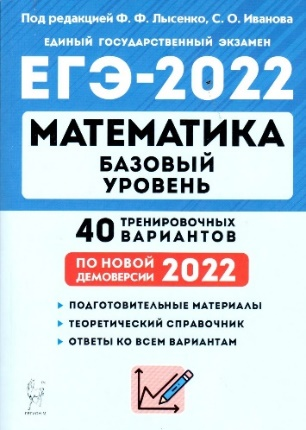 Под редакцией Ф. Ф. Лысенко, С. О. Иванова
ЕДИНЫЙ ГОСУДАРСТВЕННЫЙ ЭКЗАМЕН
ЕГЭ-2022
МАТЕМАТИКА
БАЗОВЫЙ
УРОВЕНЬ
40 ТРЕНИРОВОЧНЫХ
ВАРИАНТОВ
ПО НОВОЙ
ДЕМОВЕРСИИ 2022
ПОДГОТОВИТЕЛЬНЫЕ МАТЕРИАЛЫ
ТЕОРЕТИЧЕСКИЙ СПРАВОЧНИК
ОТВЕТЫ КО ВСЕМ ВАРИАНТАМ